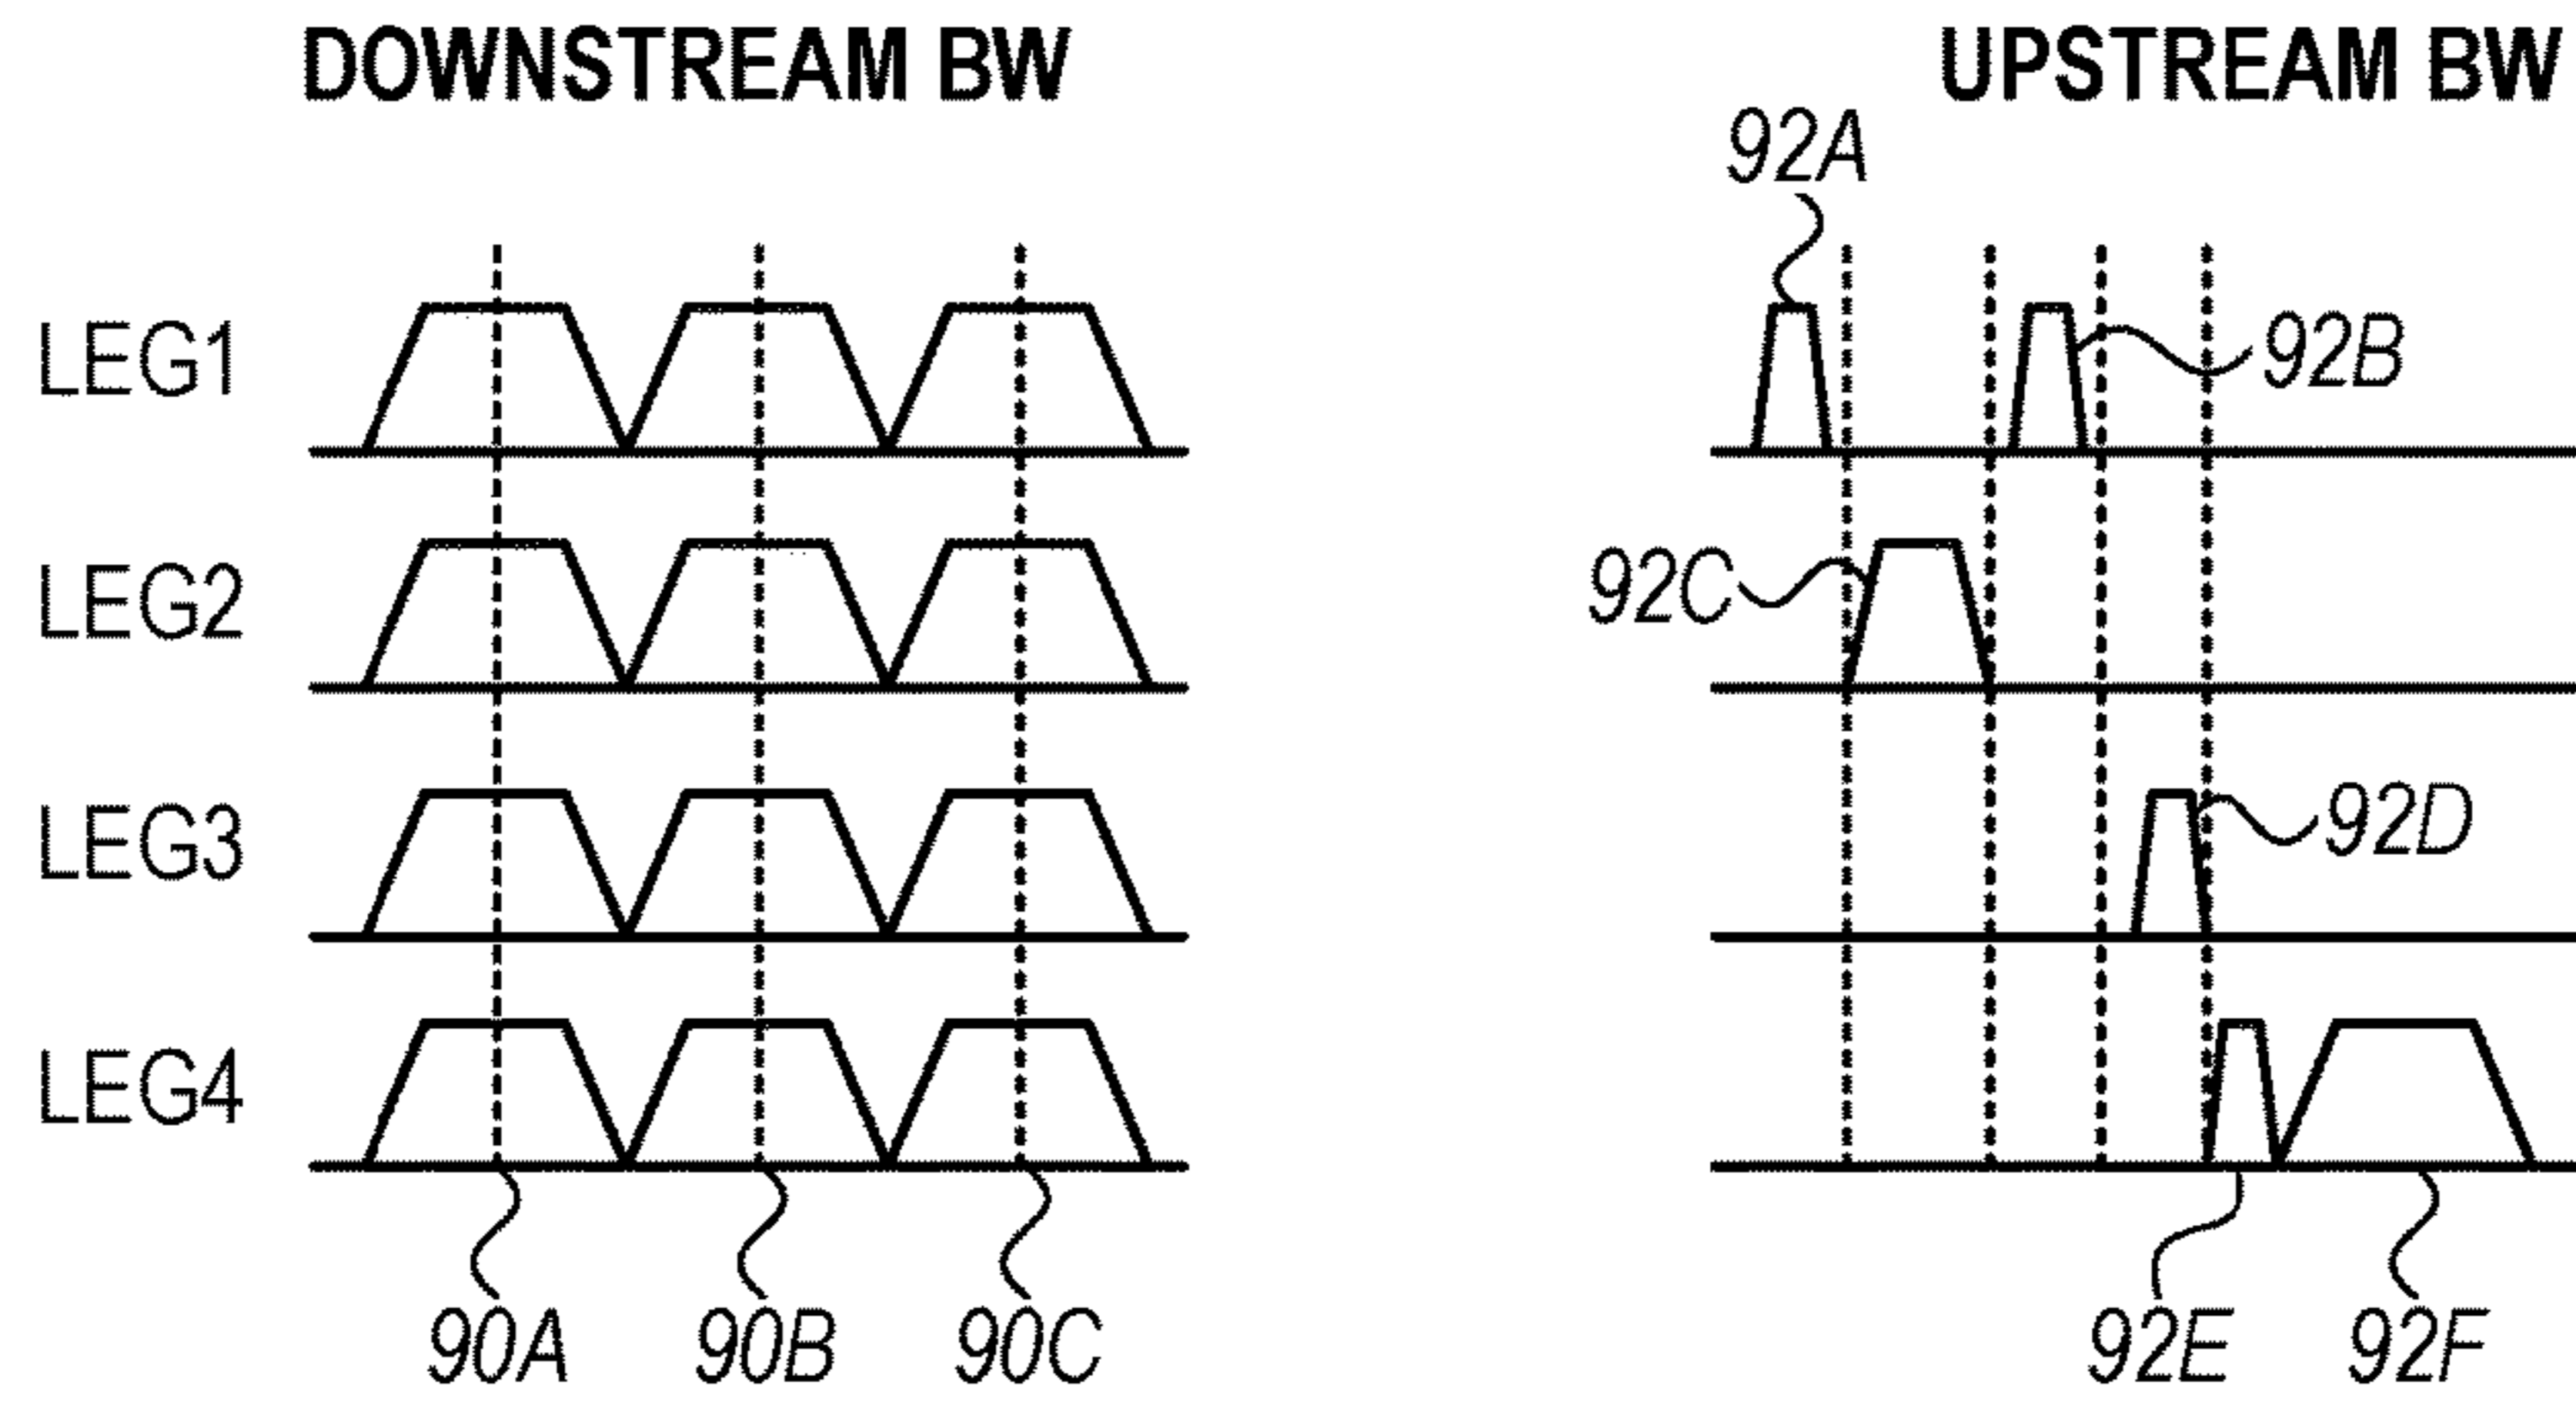 DOWNSTREAM BW
UPSTREAM BW
92A
LEG1
92B
LEG2
92C
LEG3
92D
LEG4
90A
90B
90C
92E
92F